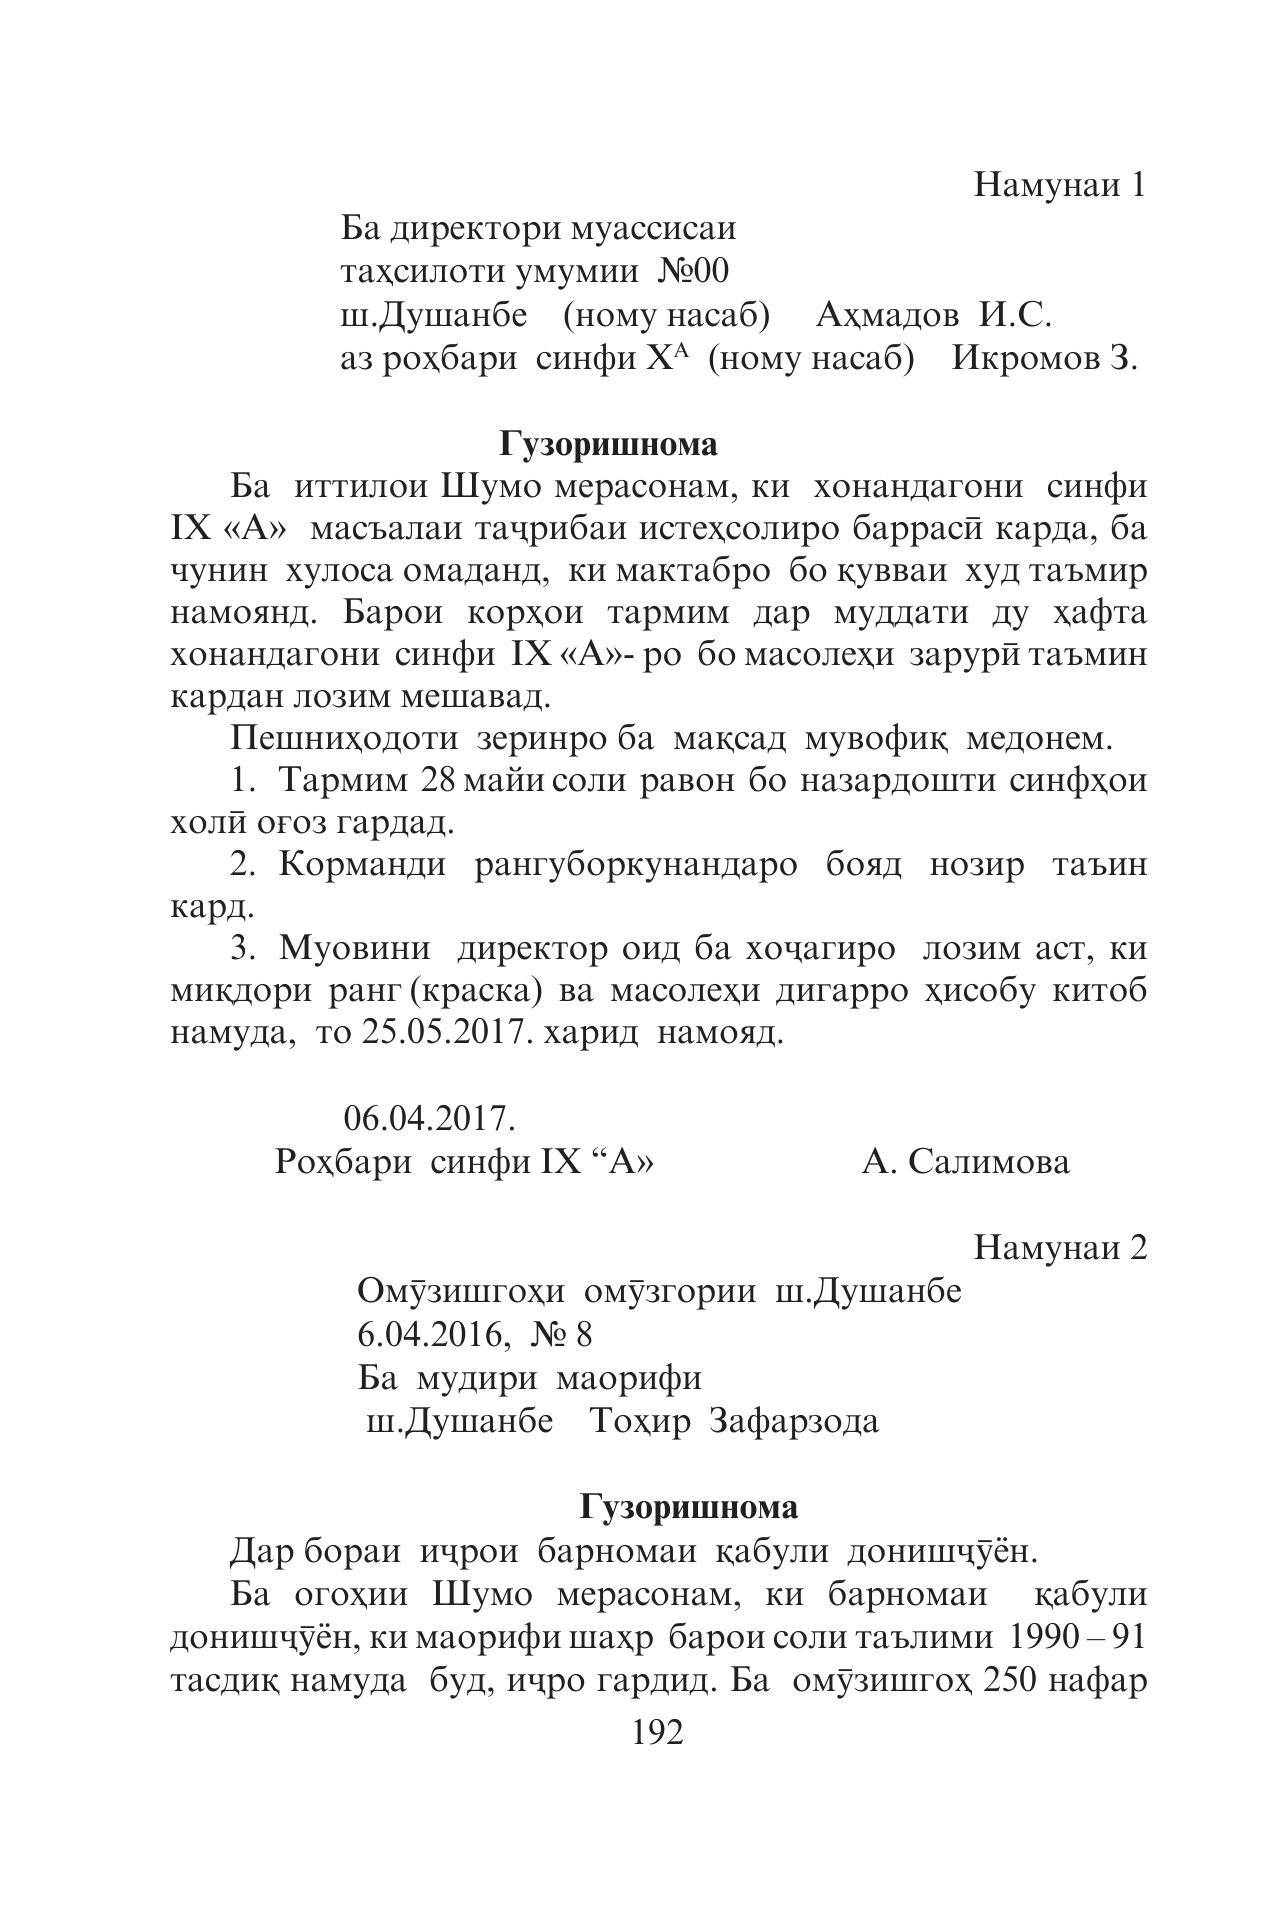 Намунаи 1
Ба директори муассисаи
таҳсилоти умумии №00
ш.Душанбе (ному насаб) Аҳмадов И.С.
аз роҳбари синфи Xᴬ (ному насаб) Икромов З.
Гузоришнома
Ба иттилои Шумо мерасонам, ки хонандагони синфи
IX «А» масъалаи таҷрибаи истеҳсолиро баррасӣ карда, ба
чунин хулоса омаданд, ки мактабро бо қувваи худ таъмир
намоянд. Барои корҳои тармим дар муддати ду ҳафта
хонандагони синфи IX «А»- ро бо масолеҳи зарурӣ таъмин
кардан лозим мешавад.
Пешниҳодоти зеринро ба мақсад мувофиқ медонем.
1. Тармим 28 майи соли равон бо назардошти синфҳои
холӣ оғоз гардад.
2. Корманди рангуборкунандаро бояд нозир таъин
кард.
3. Муовини директор оид ба хоҷагиро лозим аст, ки
миқдори ранг (краска) ва масолеҳи дигарро ҳисобу китоб
намуда, то 25.05.2017. харид намояд.
06.04.2017.
Роҳбари синфи IX “А» А. Салимова
Намунаи 2
Омӯзишгоҳи омӯзгории ш.Душанбе
6.04.2016, № 8
Ба мудири маорифи
ш.Душанбе Тоҳир Зафарзода
Гузоришнома
Дар бораи иҷрои барномаи қабули донишҷӯён.
Ба огоҳии Шумо мерасонам, ки барномаи қабули
донишҷӯён, ки маорифи шаҳр барои соли таълими 1990 – 91
тасдиқ намуда буд, иҷро гардид. Ба омӯзишгоҳ 250 нафар
192